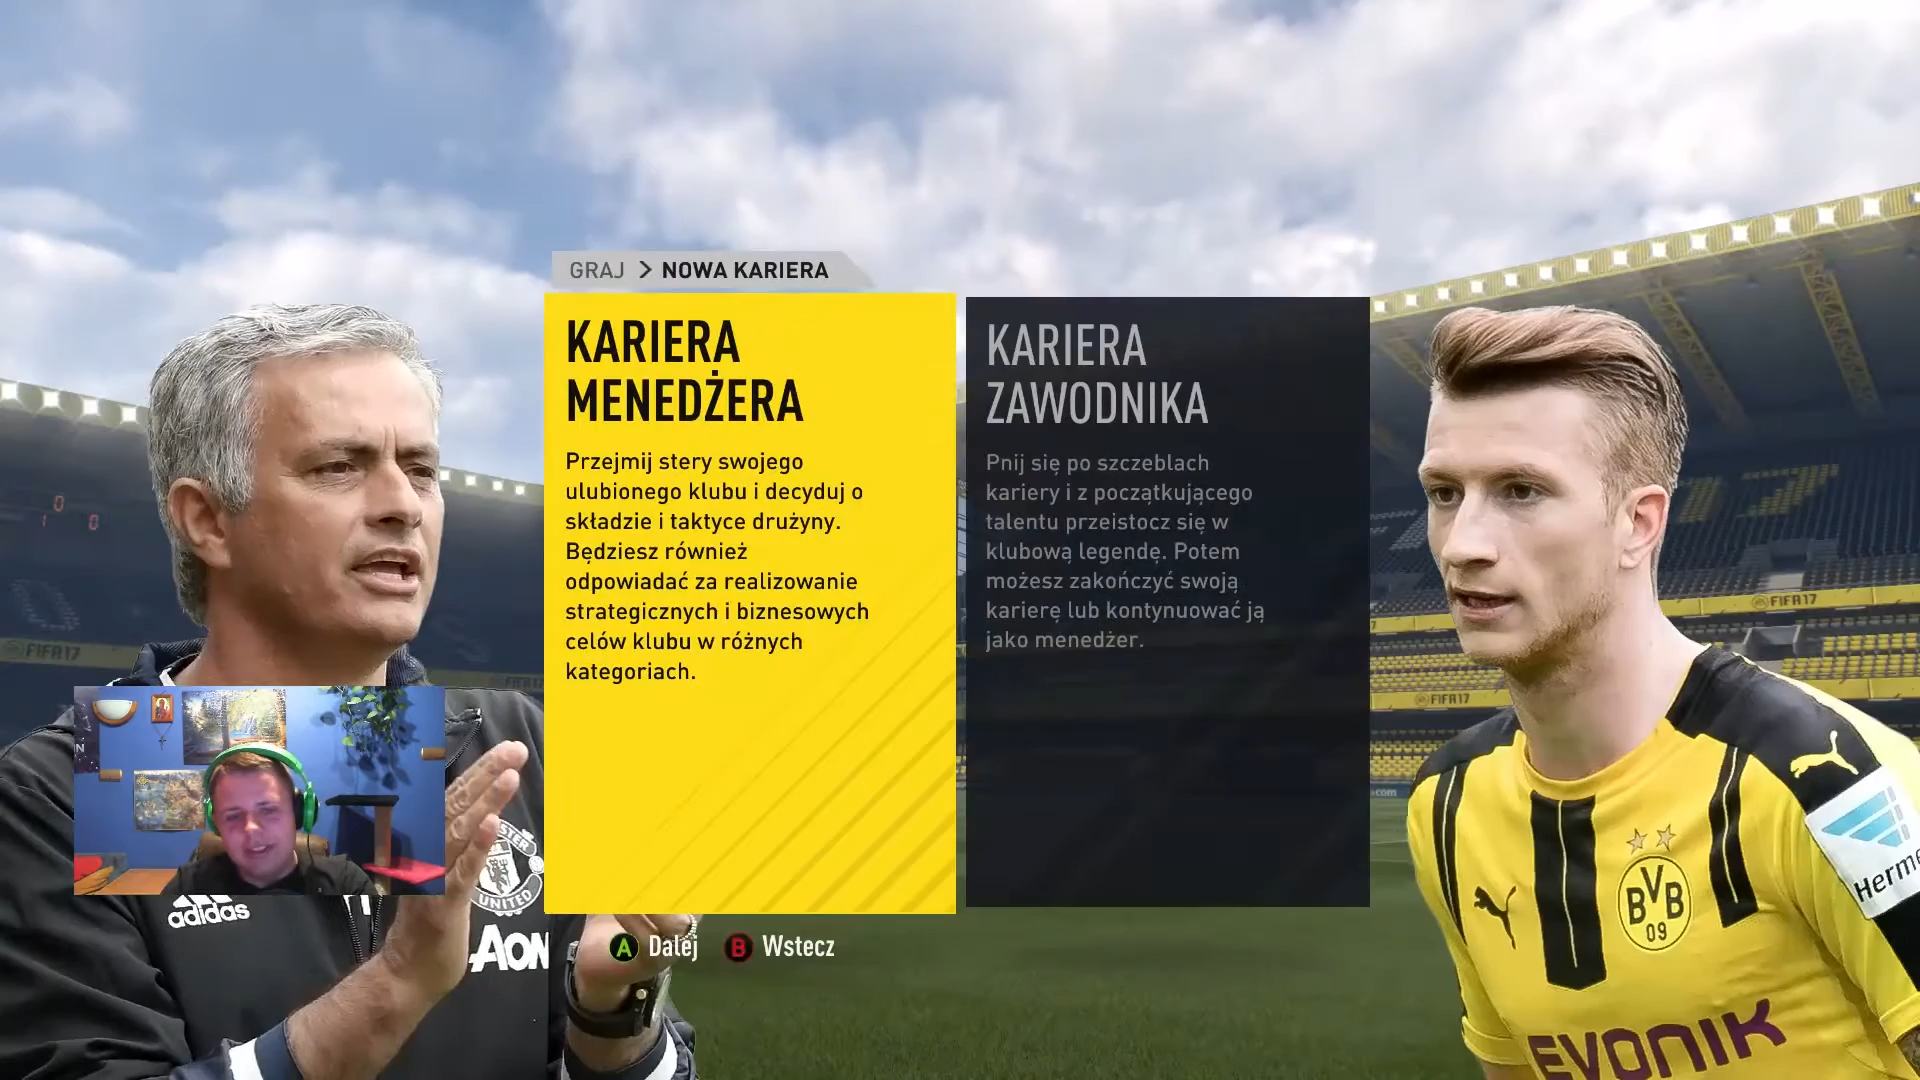 GRAJ > NOWA KARIERA
KARIERA
MENEDŻERA
Przejmij stery swojego
ulubionego klubu i decyduj o
składzie i taktyce drużyny.
Będziesz również
odpowiadać za realizowanie
strategicznych i biznesowych
celów klubu w różnych
kategoriach.
KARIERA
ZAWODNIKA
Pnij się po szczeblach
kariery i z początkującego
talentu przeistocz się w
klubową legendę. Potem
możesz zakończyć swoją
karierę lub kontynuować ją
jako menedżer.
A Dalej B Wstecz
adidas
UNITED
AON
FIFA17
FIFA17
FIFA17
17
BVB
09
EVONIK